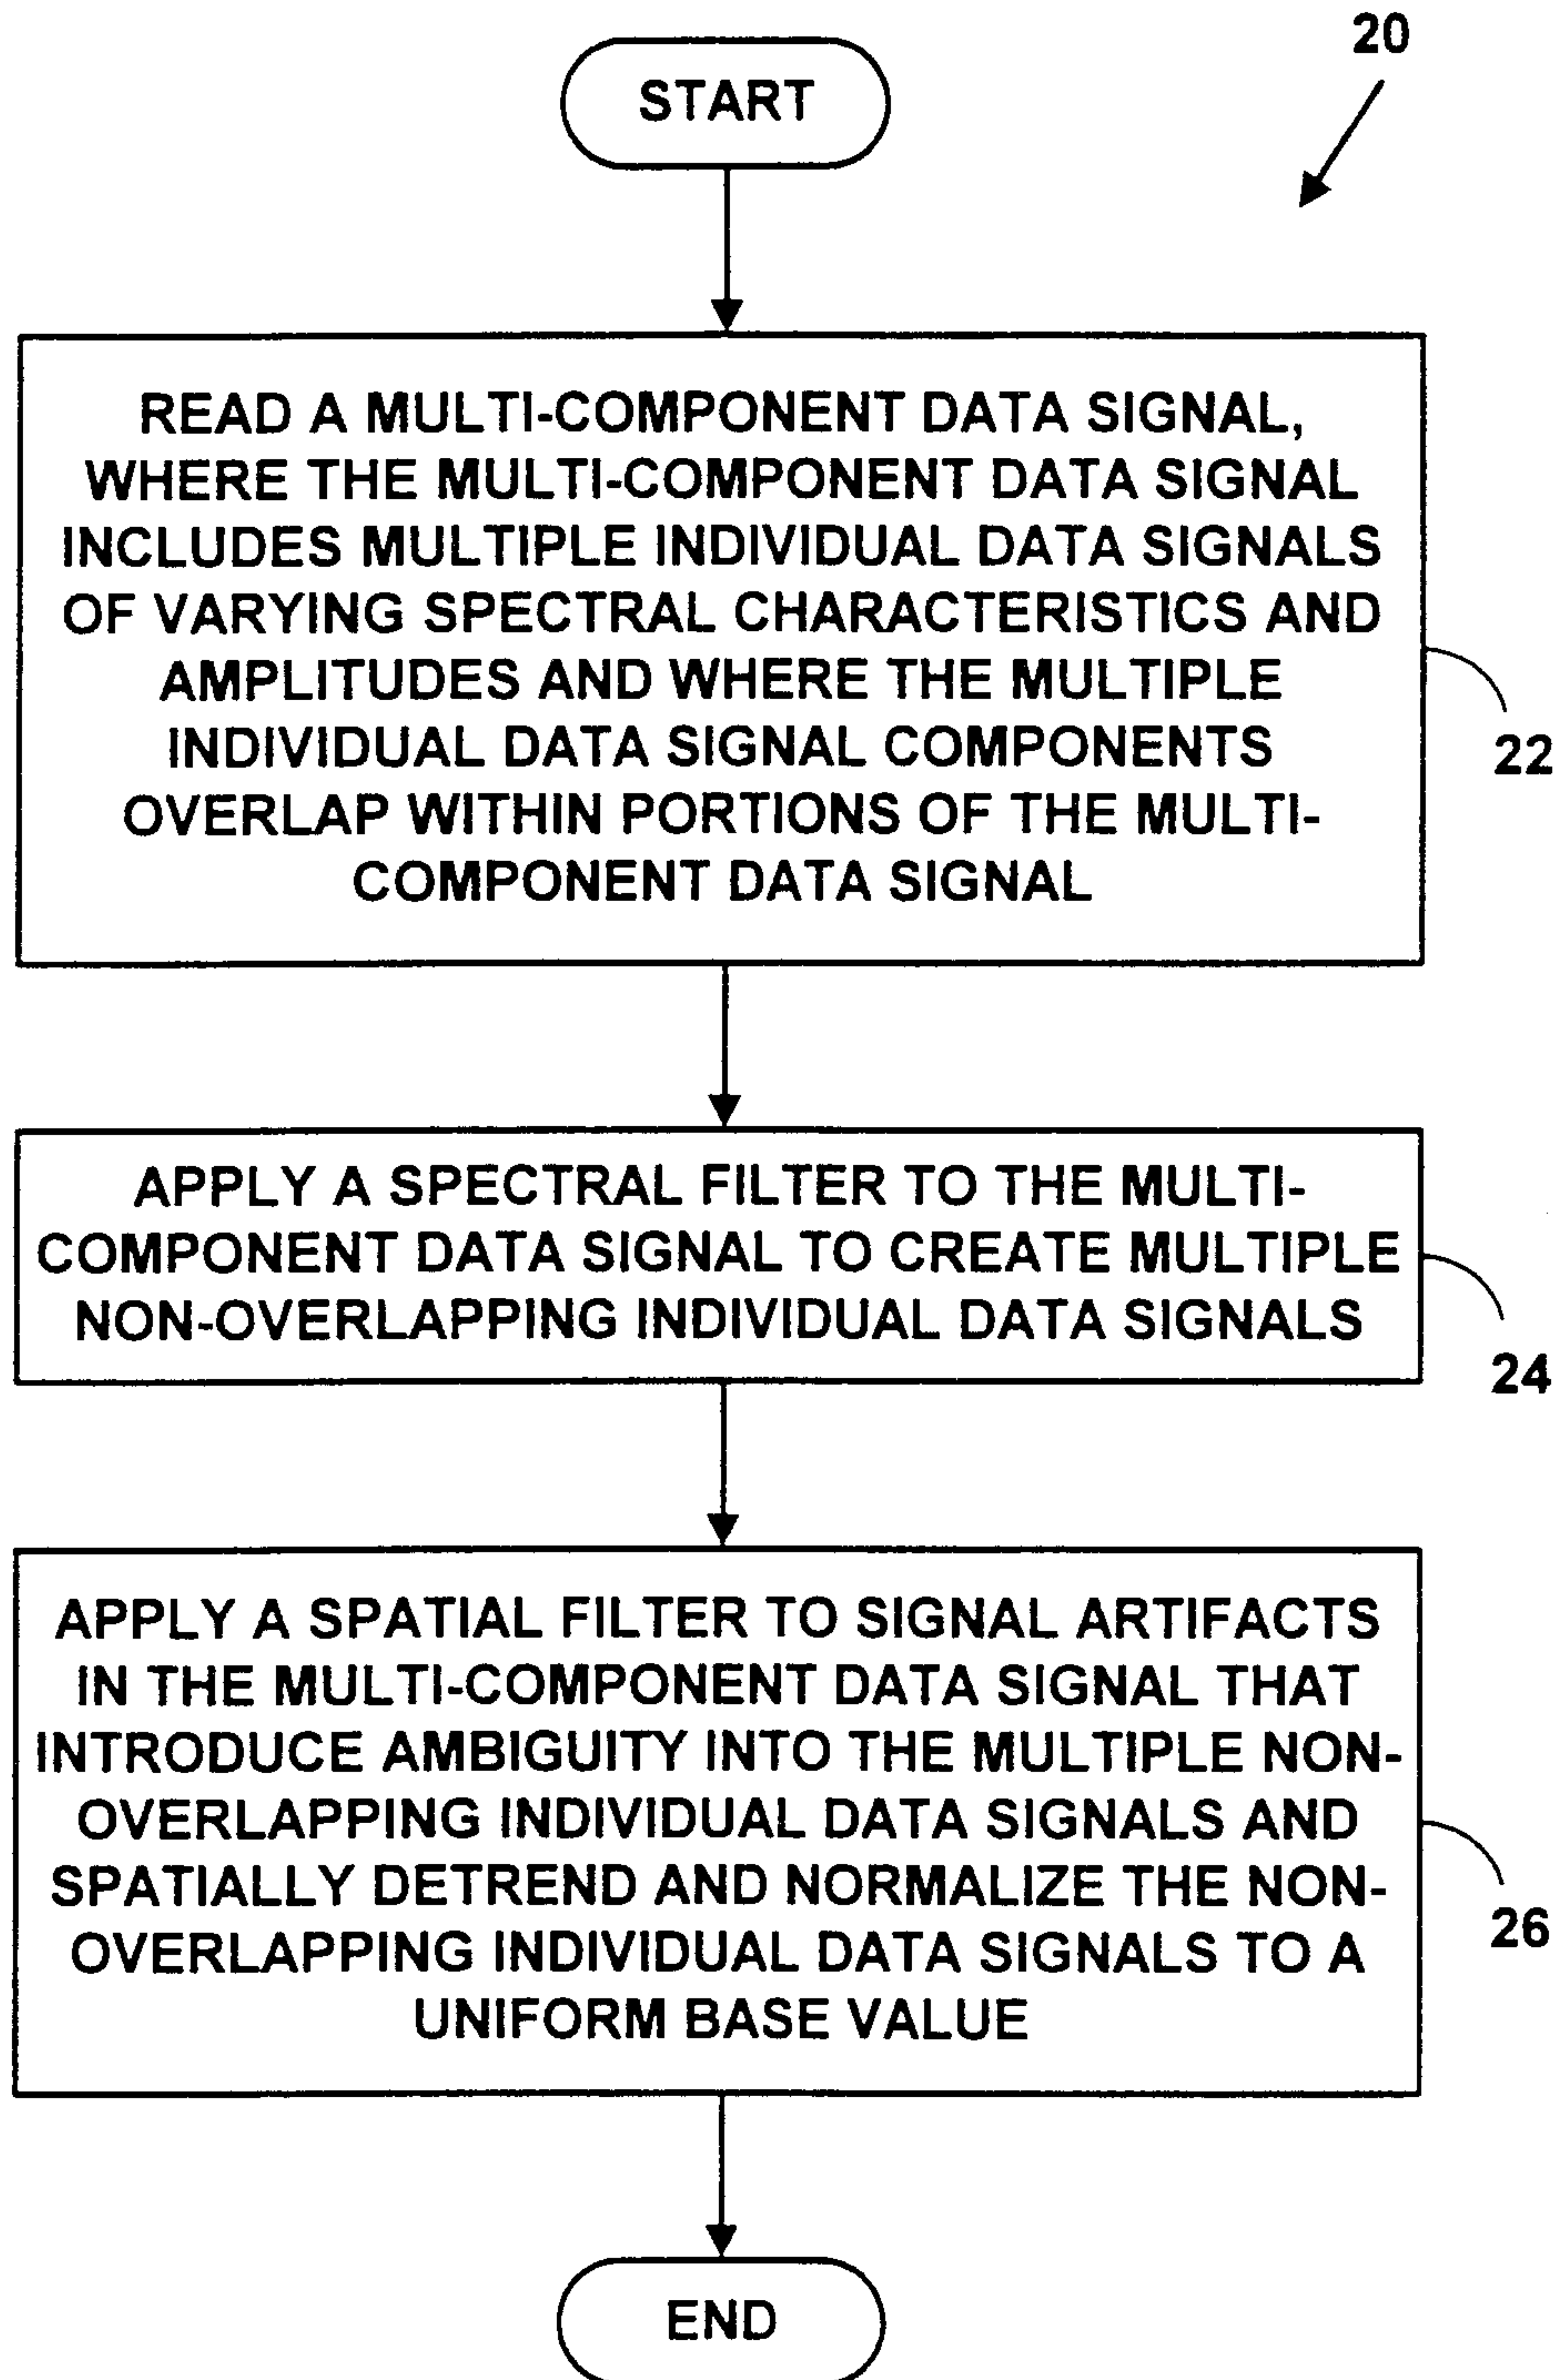 20
START
READ A MULTI-COMPONENT DATA SIGNAL,
WHERE THE MULTI-COMPONENT DATA SIGNAL
INCLUDES MULTIPLE INDIVIDUAL DATA SIGNALS
OF VARYING SPECTRAL CHARACTERISTICS AND
AMPLITUDES AND WHERE THE MULTIPLE
INDIVIDUAL DATA SIGNAL COMPONENTS
OVERLAP WITHIN PORTIONS OF THE MULTI-
COMPONENT DATA SIGNAL
22
APPLY A SPECTRAL FILTER TO THE MULTI-
COMPONENT DATA SIGNAL TO CREATE MULTIPLE
NON-OVERLAPPING INDIVIDUAL DATA SIGNALS
24
APPLY A SPATIAL FILTER TO SIGNAL ARTIFACTS
IN THE MULTI-COMPONENT DATA SIGNAL THAT
INTRODUCE AMBIGUITY INTO THE MULTIPLE NON-
OVERLAPPING INDIVIDUAL DATA SIGNALS AND
SPATIALLY DETREND AND NORMALIZE THE NON-
OVERLAPPING INDIVIDUAL DATA SIGNALS TO A
UNIFORM BASE VALUE
26
END